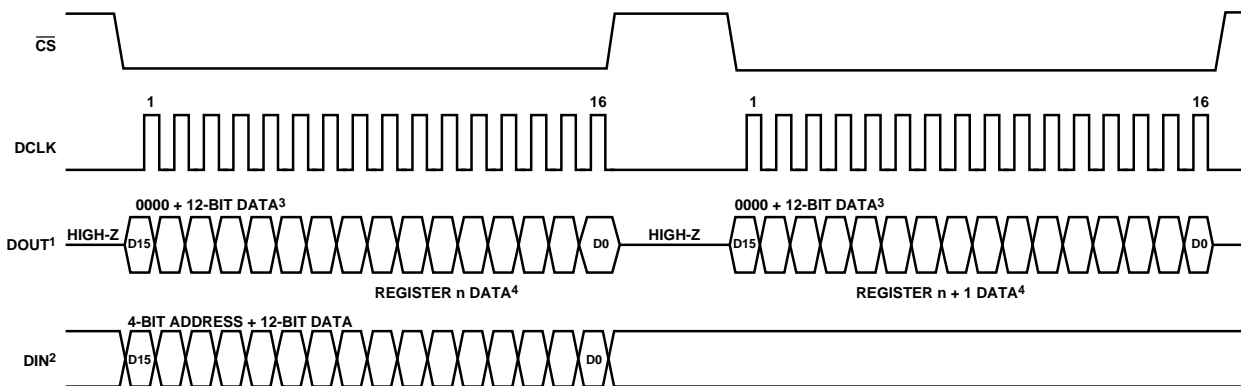 CS
1 16 1 16
DCLK
0000 + 12-BIT DATA3 0000 + 12-BIT DATA3
DOUT1 HIGH-Z D15 D0 HIGH-Z D15 D0
REGISTER n DATA4 REGISTER n + 1 DATA4
4-BIT ADDRESS + 12-BIT DATA
DIN2 D15 D0